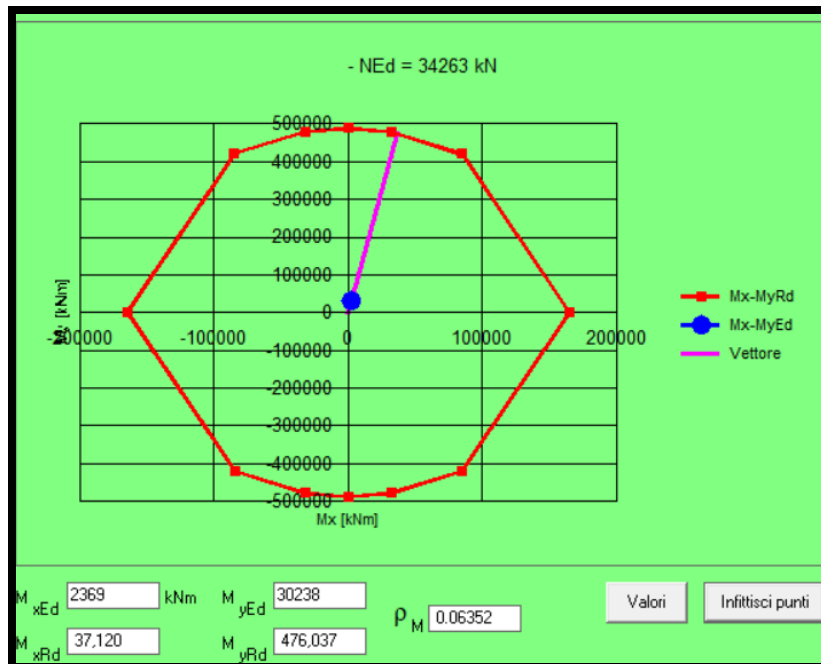 - NEd = 34263 kN
500000
400000
300000
200000
100000
0
-100000
-200000
-300000
-400000
-500000
-200000 -100000 0 100000 200000
[kNm]
Mx [kNm]
Mx-MyRd
Mx-MyEd
Vettore
M xEd 2369 kNm M yEd 30238
M xRd 37,120 M yRd 476,037
ρ M 0.06352
Valori Infittisci punti